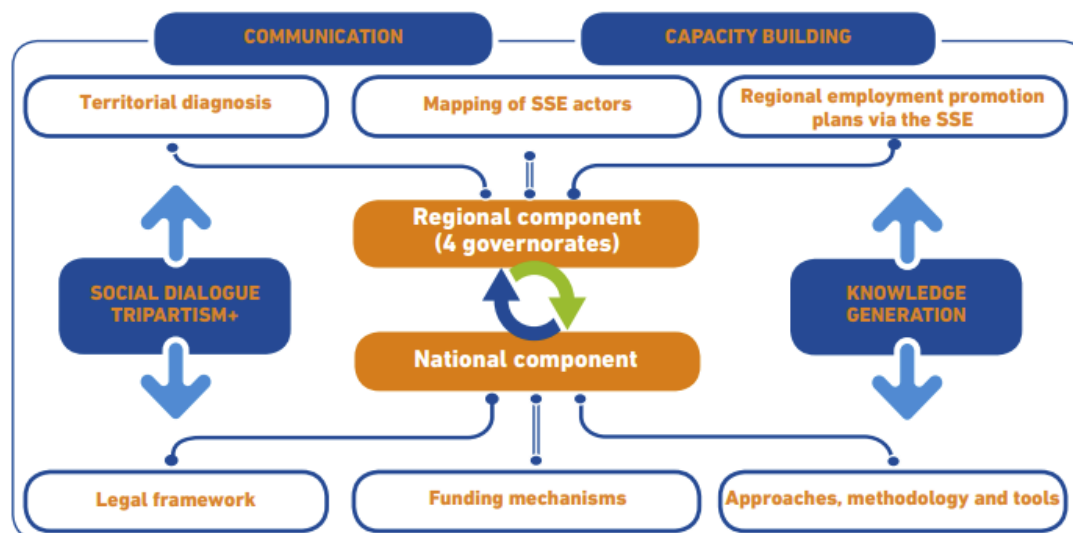 COMMUNICATION
CAPACITY BUILDING
Territorial diagnosis
Mapping of SSE actors
Regional employment promotion
plans via the SSE
Regional component
(4 governorates)
SOCIAL DIALOGUE
TRIPARTISM+
KNOWLEDGE
GENERATION
National component
Legal framework
Funding mechanisms
Approaches, methodology and tools